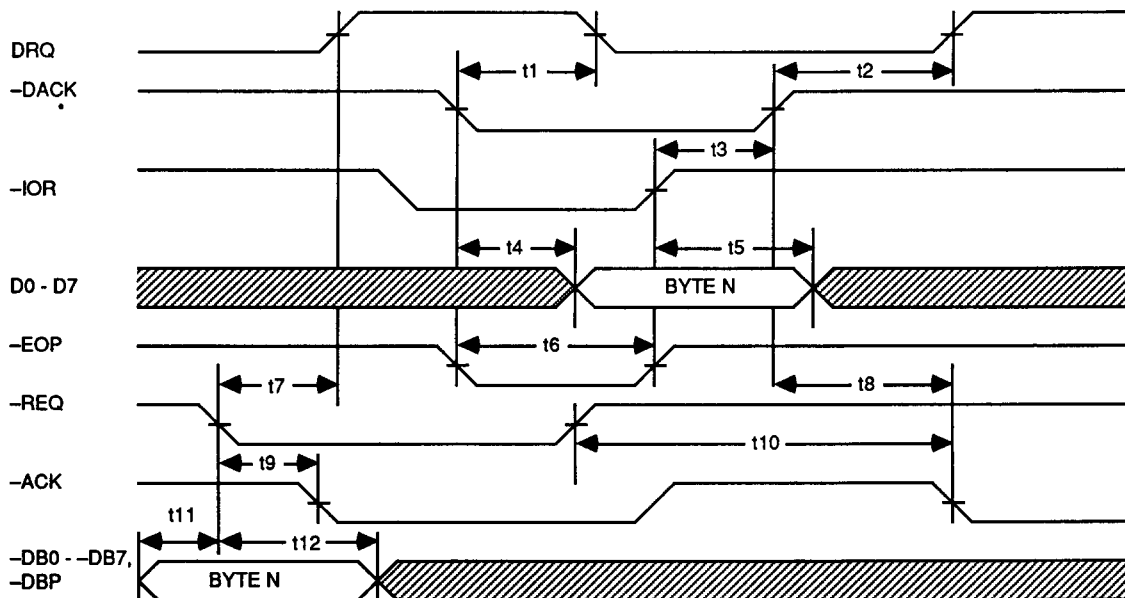 DRQ
t1
t2
–DACK
t3
–IOR
t4
t5
D0 - D7
BYTE N
–EOP
t6
t7
t8
–REQ
t10
t9
–ACK
t11
t12
–DB0 - –DB7,
–DBP
BYTE N